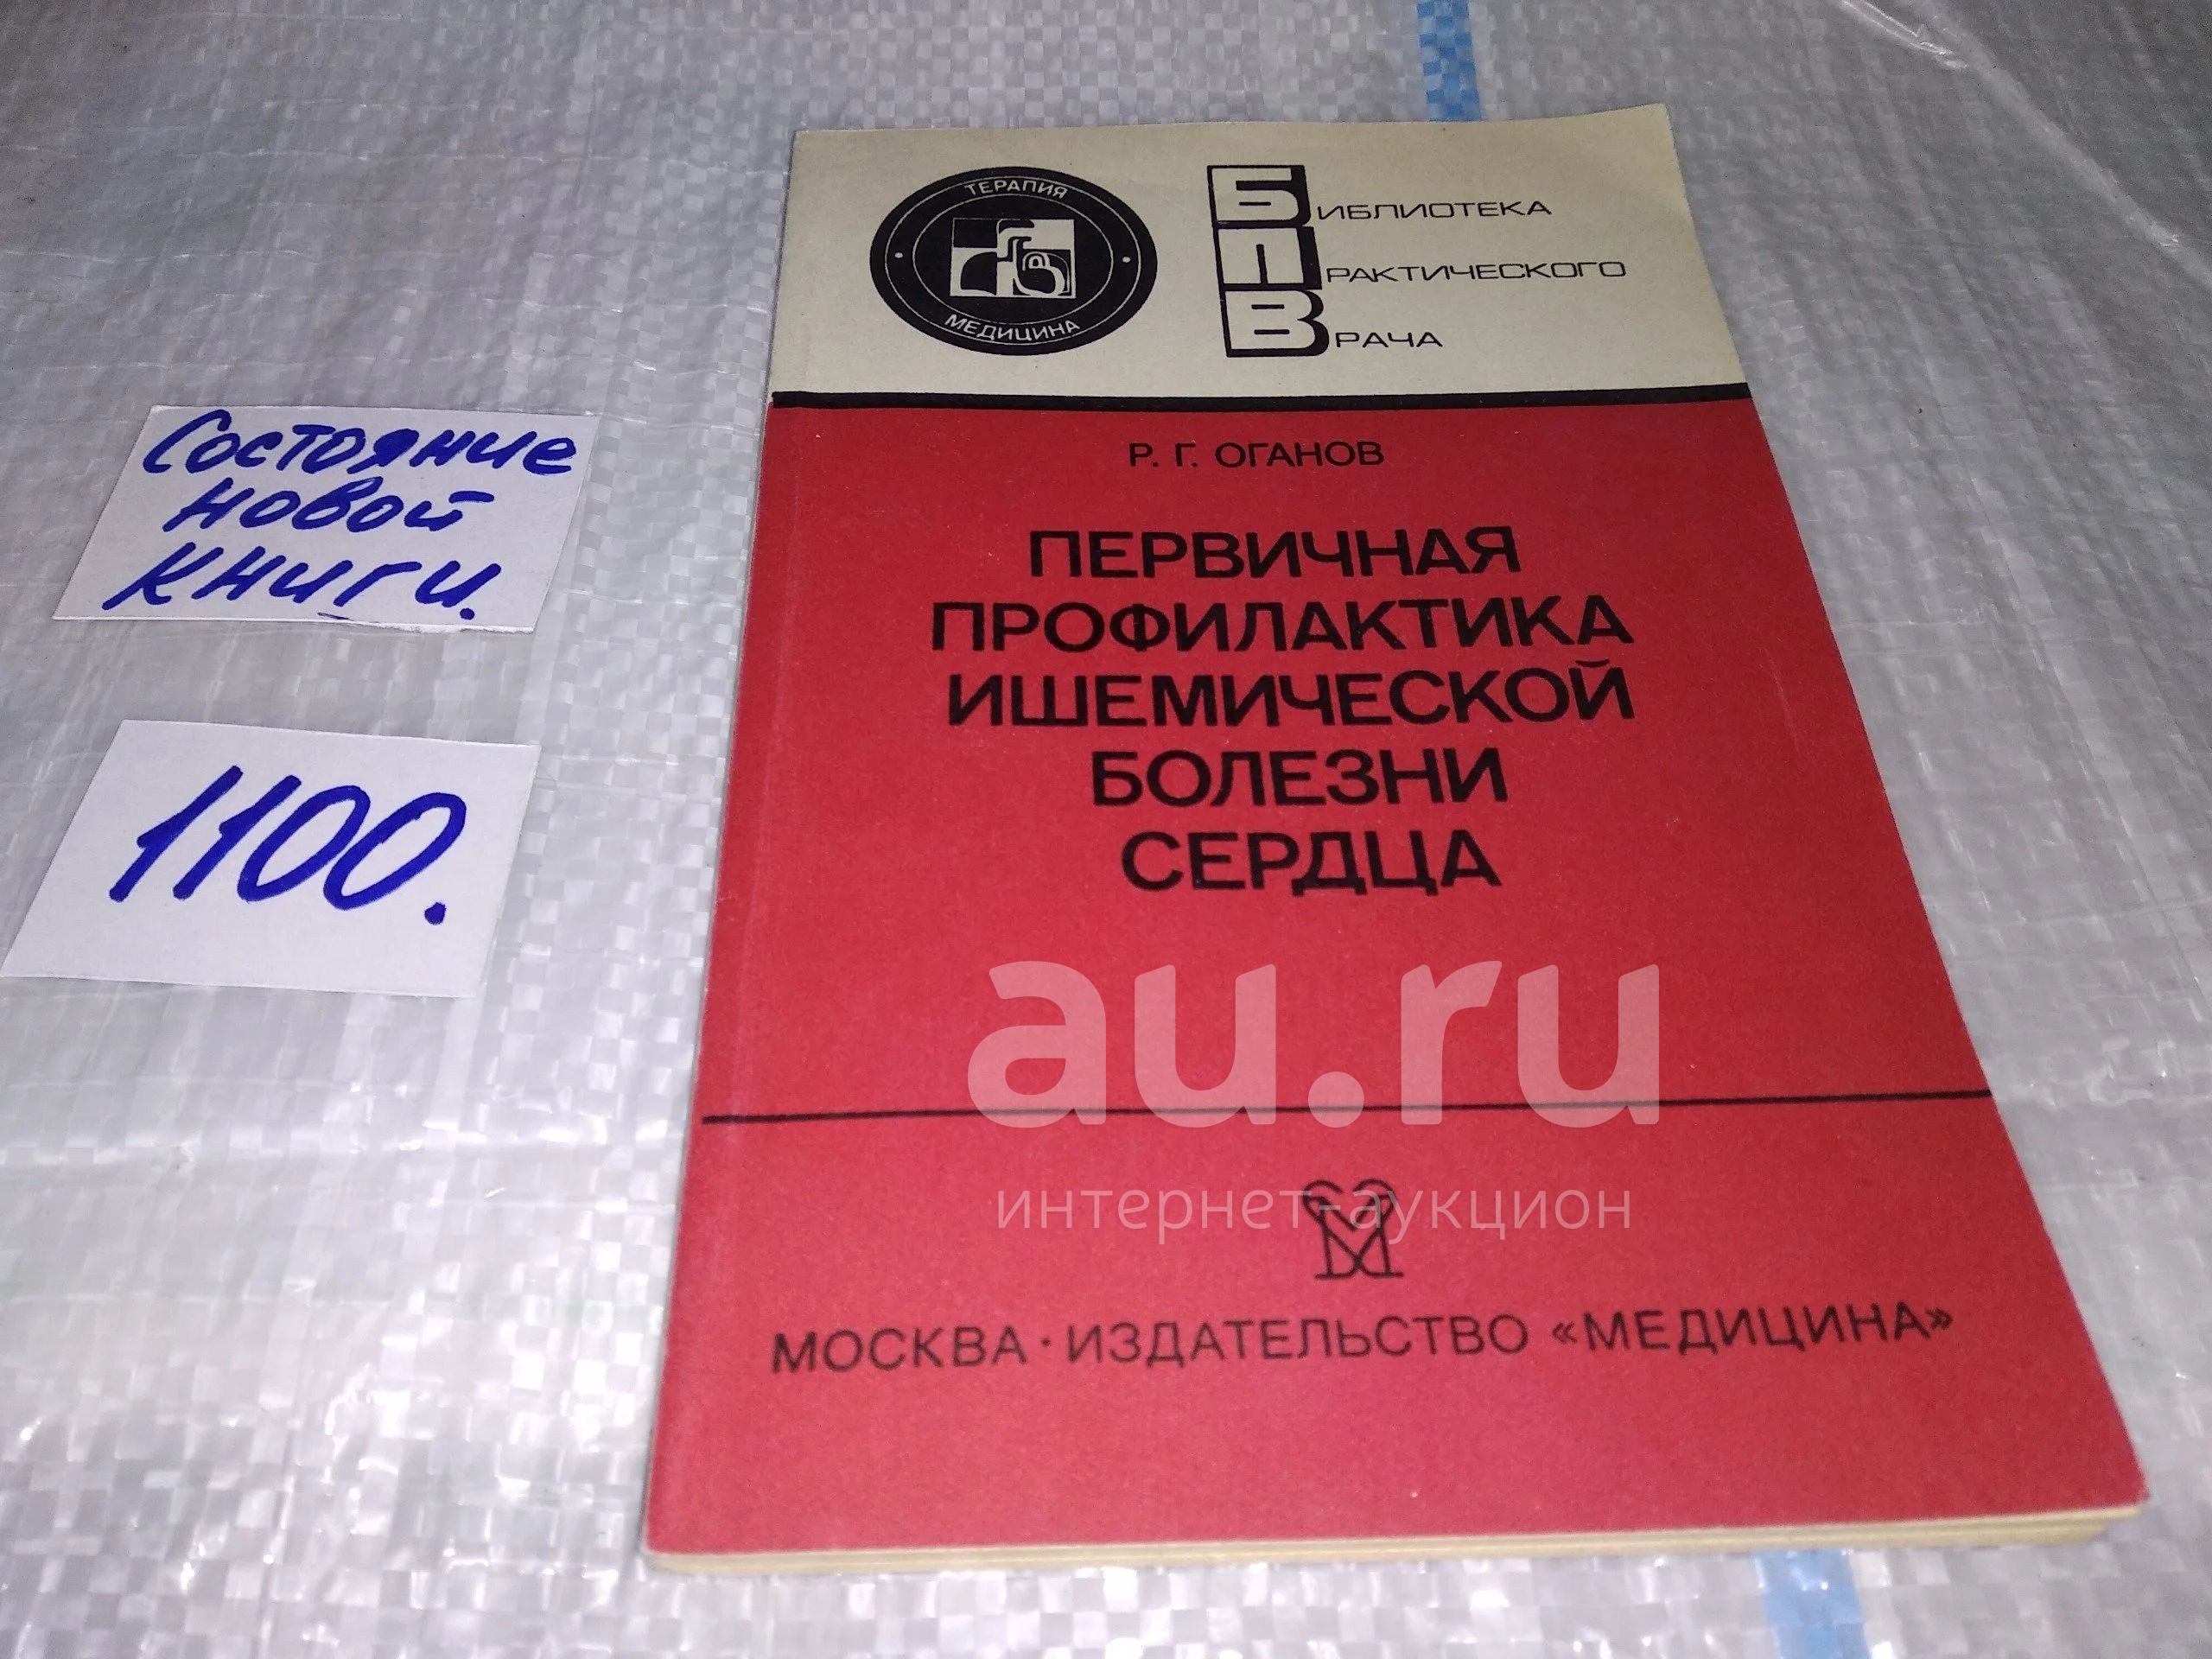 ТЕРАПИЯ
МЕДИЦИНА
БИБЛИОТЕКА
ПРАКТИЧЕСКОГО
ВРАЧА
Р. Г. ОГАНОВ
ПЕРВИЧНАЯ
ПРОФИЛАКТИКА
ИШЕМИЧЕСКОЙ
БОЛЕЗНИ
СЕРДЦА
МОСКВА · ИЗДАТЕЛЬСТВО «МЕДИЦИНА»
Состояние
новой
книги.
1100.
au.ru
интернет-аукцион